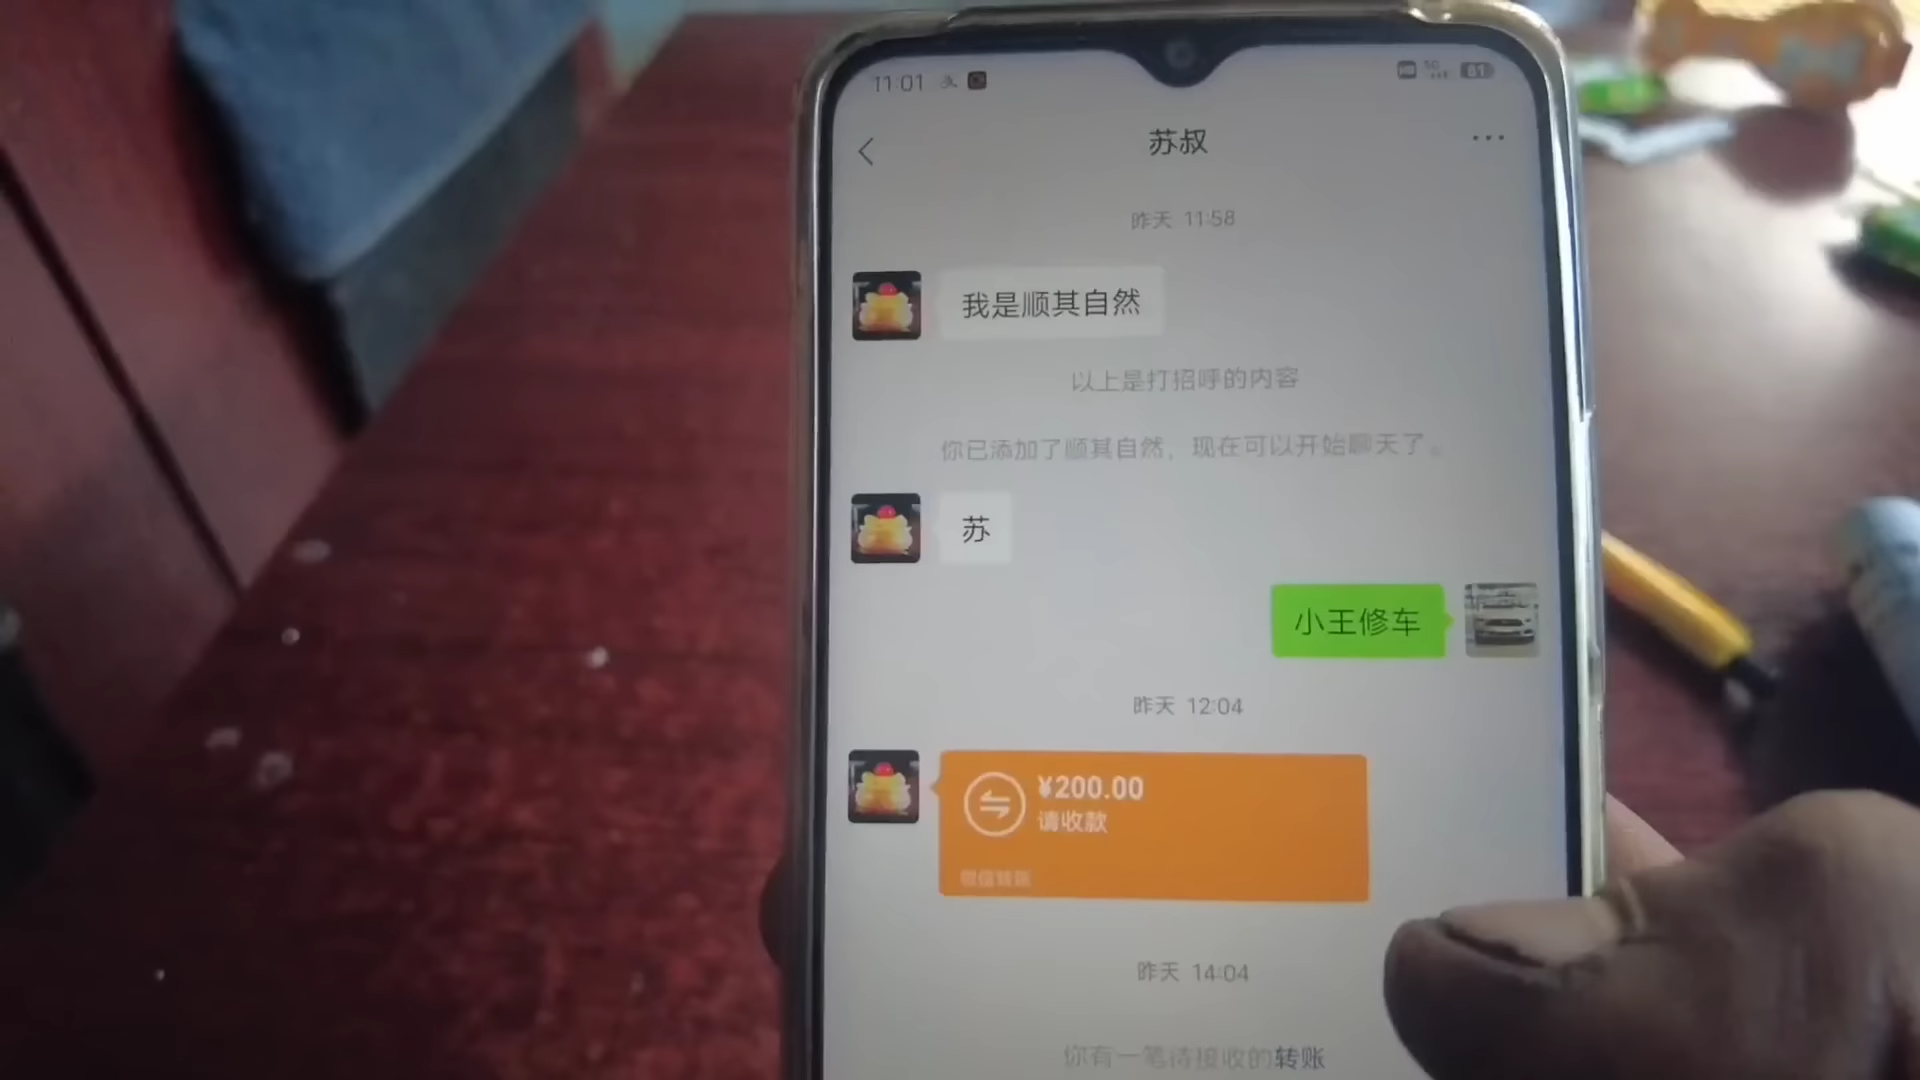 11:01
5G
61
苏叔
昨天 11:58
我是顺其自然
以上是打招呼的内容
你已添加了顺其自然，现在可以开始聊天了。
苏
小王修车
昨天 12:04
¥200.00
请收款
微信转账
昨天 14:04
你有一笔待接收的转账